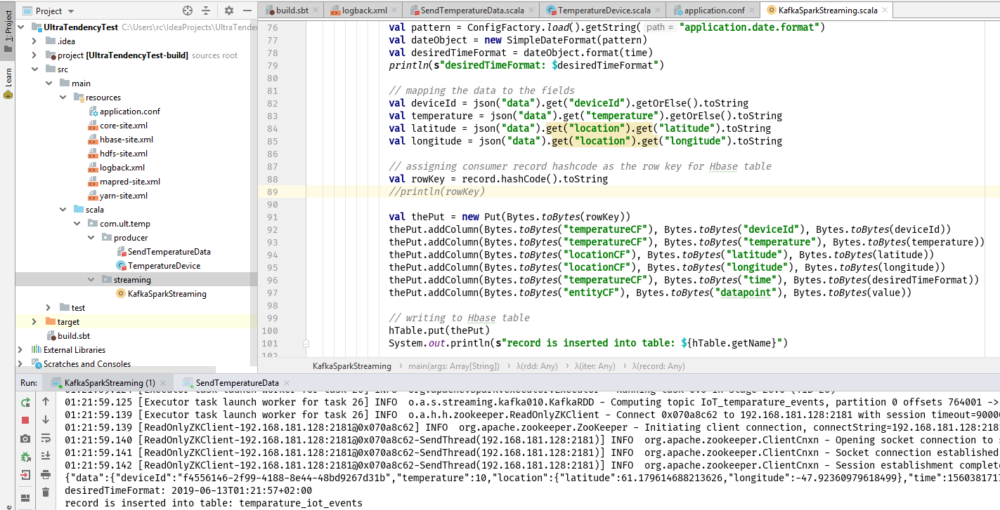 Project
build.sbt
logback.xml
SendTemperatureData.scala
TemperatureDevice.scala
application.conf
KafkaSparkStreaming.scala
1: Project
Learn
UltraTendencyTest C:\Users\rc\IdeaProjects\UltraTender
.idea
project [UltraTendencyTest-build] sources root
src
main
resources
application.conf
core-site.xml
hbase-site.xml
hdfs-site.xml
logback.xml
mapred-site.xml
yarn-site.xml
scala
com.ult.temp
producer
SendTemperatureData
TemperatureDevice
streaming
KafkaSparkStreaming
test
target
build.sbt
External Libraries
Scratches and Consoles
76 val pattern = ConfigFactory.load().getString( path = "application.date.format")
77 val dateObject = new SimpleDateFormat(pattern)
78 val desiredTimeFormat = dateObject.format(time)
79 println(s"desiredTimeFormat: $desiredTimeFormat")
80
81 // mapping the data to the fields
82 val deviceId = json("data").get("deviceId").getOrElse().toString
83 val temperature = json("data").get("temperature").getOrElse().toString
84 val latitude = json("data").get("location").get("latitude").toString
85 val longitude = json("data").get("location").get("longitude").toString
86
87 // assigning consumer record hashcode as the row key for Hbase table
88 val rowKey = record.hashCode().toString
89 //println(rowKey)
90
91 val thePut = new Put(Bytes.toBytes(rowKey))
92 thePut.addColumn(Bytes.toBytes("temperatureCF"), Bytes.toBytes("deviceId"), Bytes.toBytes(deviceId))
93 thePut.addColumn(Bytes.toBytes("temperatureCF"), Bytes.toBytes("temperature"), Bytes.toBytes(temperature))
94 thePut.addColumn(Bytes.toBytes("locationCF"), Bytes.toBytes("latitude"), Bytes.toBytes(latitude))
95 thePut.addColumn(Bytes.toBytes("locationCF"), Bytes.toBytes("longitude"), Bytes.toBytes(longitude))
96 thePut.addColumn(Bytes.toBytes("temperatureCF"), Bytes.toBytes("time"), Bytes.toBytes(desiredTimeFormat))
97 thePut.addColumn(Bytes.toBytes("entityCF"), Bytes.toBytes("datapoint"), Bytes.toBytes(value))
98
99 // writing to Hbase table
100 hTable.put(thePut)
101 System.out.println(s"record is inserted into table: ${hTable.getName}")
102
KafkaSparkStreaming › main(args: Array[String]) › λ(rdd: Any) › λ(iter: Any) › λ(record: Any)
Run: KafkaSparkStreaming (1) SendTemperatureData
01:21:59.125 [Executor task launch worker for task 26] INFO o.a.s.streaming.kafka010.KafkaRDD - Computing topic IoT_temparature_events, partition 0 offsets 764001 ->
01:21:59.139 [Executor task launch worker for task 26] INFO o.a.h.h.zookeeper.ReadOnlyZKClient - Connect 0x070a8c62 to 192.168.181.128:2181 with session timeout=90000
01:21:59.139 [ReadOnlyZKClient-192.168.181.128:2181@0x070a8c62] INFO org.apache.zookeeper.ZooKeeper - Initiating client connection, connectString=192.168.181.128:218
01:21:59.140 [ReadOnlyZKClient-192.168.181.128:2181@0x070a8c62-SendThread(192.168.181.128:2181)] INFO org.apache.zookeeper.ClientCnxn - Opening socket connection to s
01:21:59.141 [ReadOnlyZKClient-192.168.181.128:2181@0x070a8c62-SendThread(192.168.181.128:2181)] INFO org.apache.zookeeper.ClientCnxn - Socket connection established
01:21:59.142 [ReadOnlyZKClient-192.168.181.128:2181@0x070a8c62-SendThread(192.168.181.128:2181)] INFO org.apache.zookeeper.ClientCnxn - Session establishment complet
{"data":{"deviceId":"f4556146-2f99-4188-8e44-48bd9267d31b","temperature":10,"location":{"latitude":61.179614688213626,"longitude":-47.92360979618499},"time":1560381717
desiredTimeFormat: 2019-06-13T01:21:57+02:00
record is inserted into table: temparature_iot_events